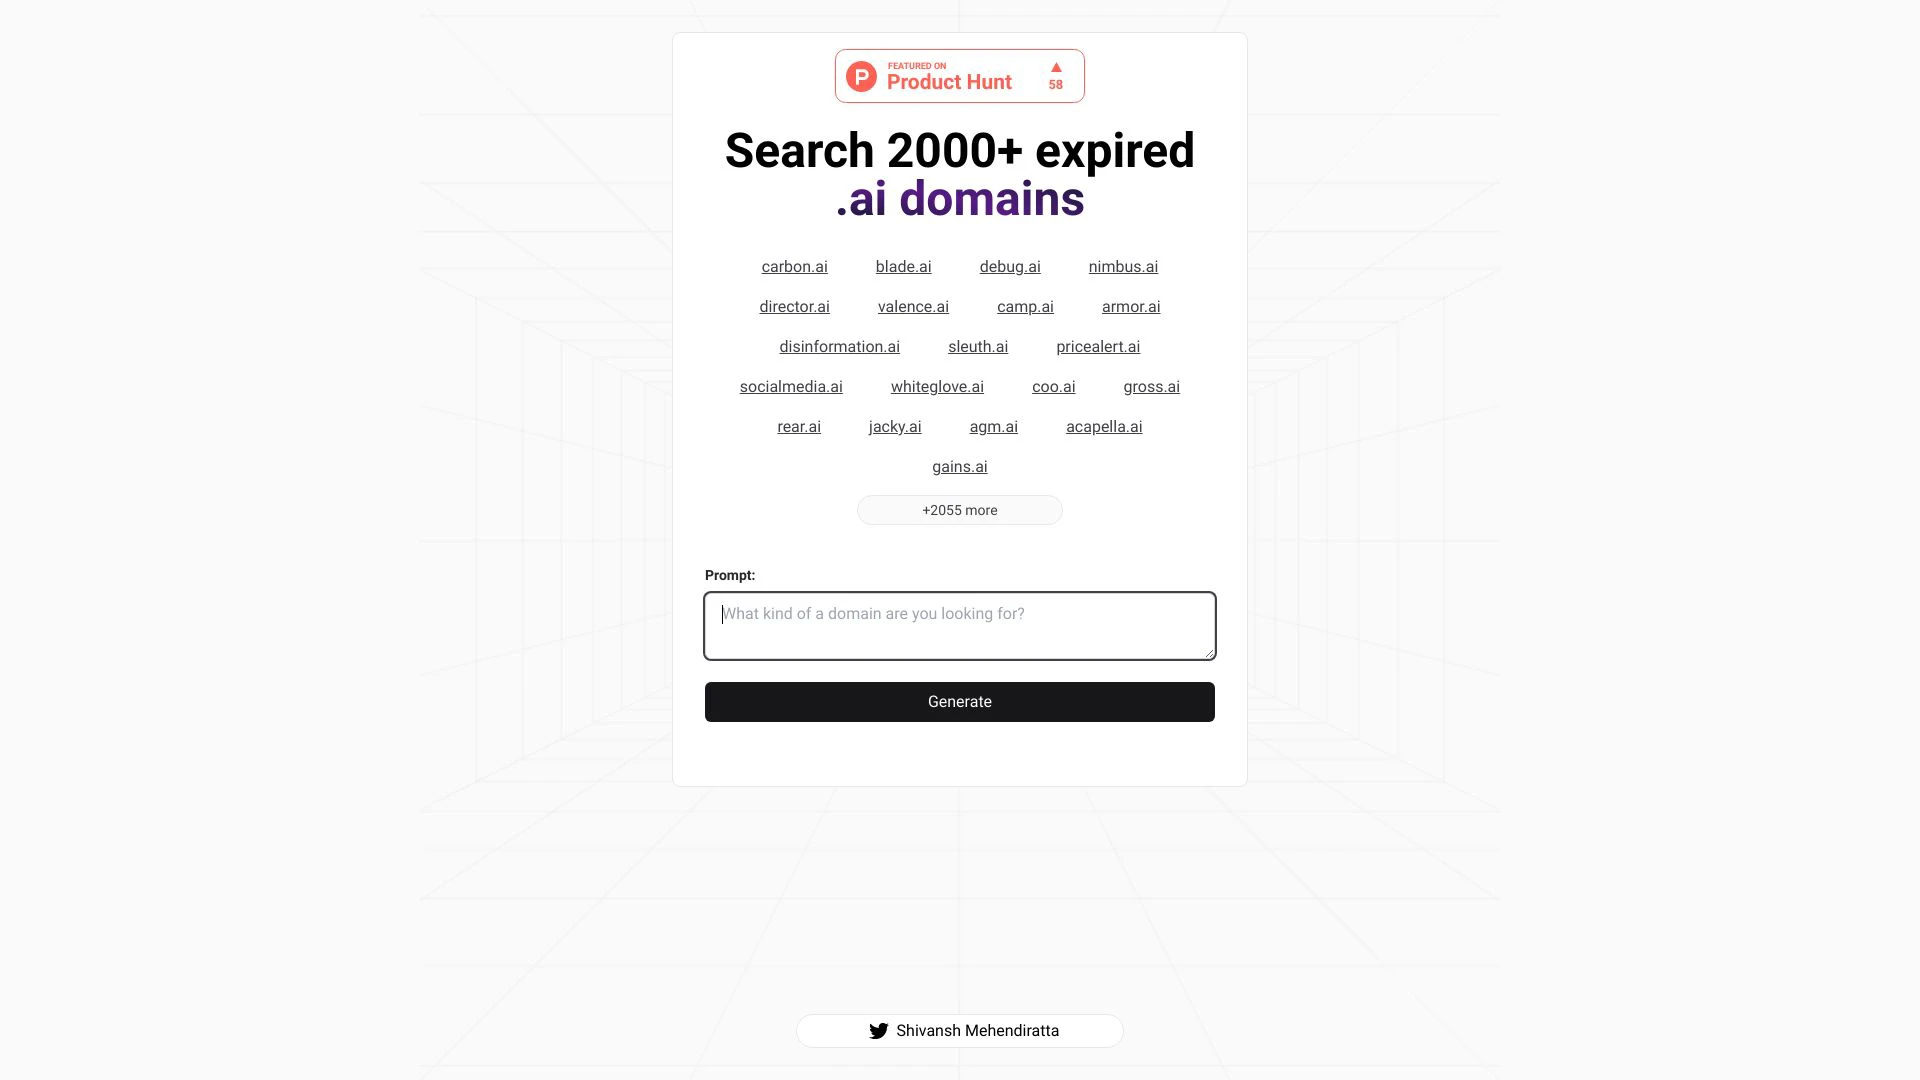 FEATURED ON
Product Hunt
58
Search 2000+ expired
.ai domains
carbon.ai blade.ai debug.ai nimbus.ai
director.ai valence.ai camp.ai armor.ai
disinformation.ai sleuth.ai pricealert.ai
socialmedia.ai whiteglove.ai coo.ai gross.ai
rear.ai jacky.ai agm.ai acapella.ai
gains.ai
+2055 more
Prompt:
What kind of a domain are you looking for?
Generate
Shivansh Mehendiratta